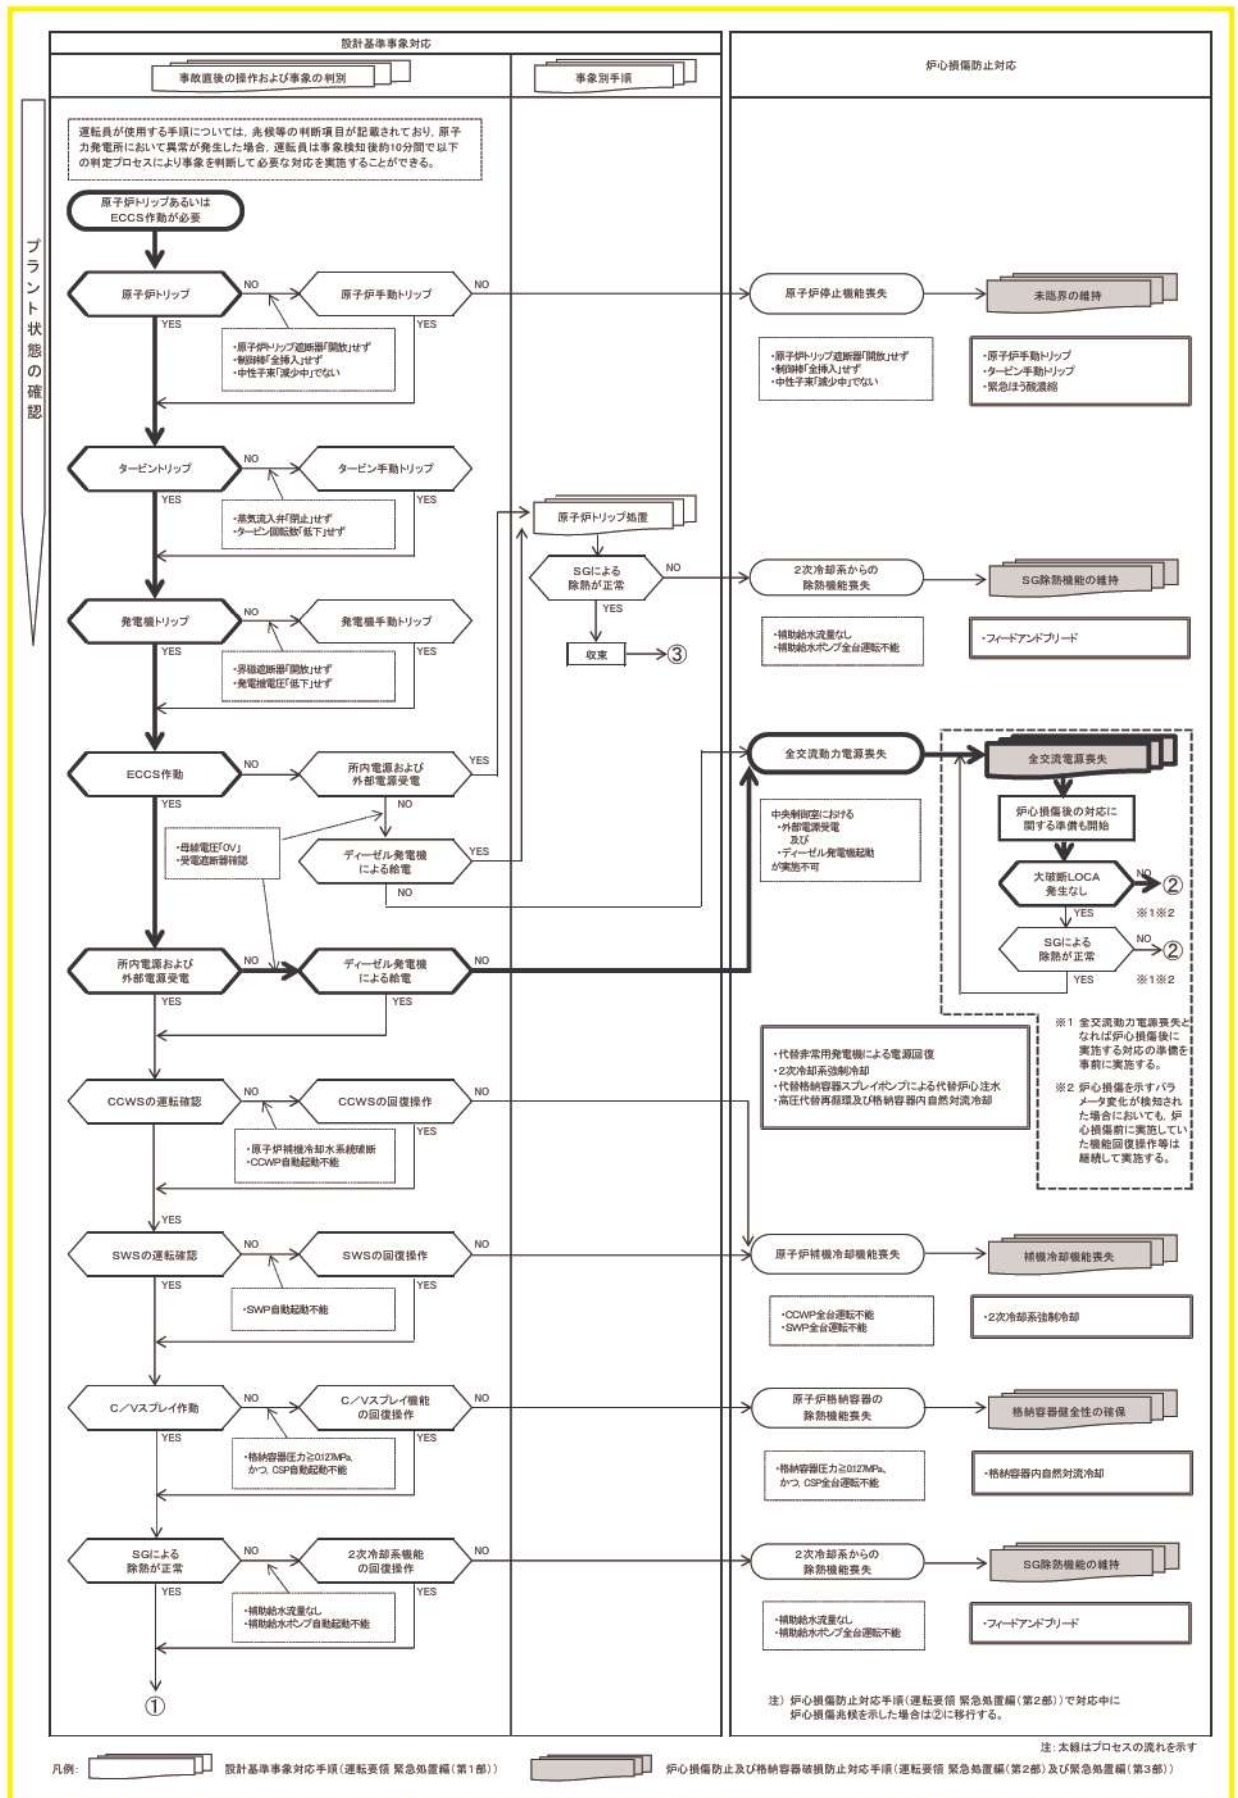 設計基準事象対応
事故直後の操作および事象の判別
事象別手順
炉心損傷防止対応
プラント状態の確認
運転員が使用する手順については、兆候等の判断項目が記載されており、原子
力発電所において異常が発生した場合、運転員は事象検知後約10分間で以下
の判定プロセスにより事象を判断して必要な対応を実施することができる。
原子炉トリップあるいは
ECCS作動が必要
原子炉トリップ
NO
原子炉手動トリップ
NO
原子炉停止機能喪失
未臨界の維持
YES
YES
・原子炉トリップ遮断器「開放」せず
・制御棒「全挿入」せず
・中性子束「減少中」でない
・原子炉トリップ遮断器「開放」せず
・制御棒「全挿入」せず
・中性子束「減少中」でない
・原子炉手動トリップ
・タービン手動トリップ
・緊急ほう酸濃縮
タービントリップ
NO
タービン手動トリップ
YES
YES
・蒸気流入弁「閉止」せず
・タービン回転数「低下」せず
原子炉トリップ処置
SGによる
除熱が正常
NO
YES
収束
③
2次冷却系からの
除熱機能喪失
SG除熱機能の維持
・補助給水流量なし
・補助給水ポンプ全台運転不能
・フィードアンドブリード
発電機トリップ
NO
発電機手動トリップ
YES
YES
・界磁遮断器「開放」せず
・発電機電圧「低下」せず
ECCS作動
NO
所内電源および
外部電源受電
YES
YES
NO
・母線電圧「0V」
・受電遮断器確認
ディーゼル発電機
による給電
YES
NO
全交流動力電源喪失
全交流電源喪失
中央制御室における
・外部電源受電
及び
・ディーゼル発電機起動
が実施不可
炉心損傷後の対応に
関する準備も開始
大破断LOCA
発生なし
NO
②
YES
※1※2
SGによる
除熱が正常
NO
②
YES
※1※2
所内電源および
外部電源受電
NO
ディーゼル発電機
による給電
NO
YES
YES
※1 全交流動力電源喪失と
なれば炉心損傷後に
実施する対応の準備を
事前に実施する。
※2 炉心損傷を示すパラ
メータ変化が検知され
た場合においても、炉
心損傷前に実施してい
た機能回復操作等は
継続して実施する。
・代替非常用発電機による電源回復
・2次冷却系強制冷却
・代替格納容器スプレイポンプによる代替炉心注水
・高圧代替再循環及び格納容器内自然対流冷却
CCWSの運転確認
NO
CCWSの回復操作
NO
YES
・原子炉補機冷却水系統破断
・CCWP自動起動不能
YES
SWSの運転確認
NO
SWSの回復操作
NO
原子炉補機冷却機能喪失
補機冷却機能喪失
YES
YES
・SWP自動起動不能
・CCWP全台運転不能
・SWP全台運転不能
・2次冷却系強制冷却
C/Vスプレイ作動
NO
C/Vスプレイ機能
の回復操作
NO
原子炉格納容器の
除熱機能喪失
格納容器健全性の確保
YES
YES
・格納容器圧力≧0.127MPa、
かつ、CSP自動起動不能
・格納容器圧力≧0.127MPa、
かつ、CSP全台運転不能
・格納容器内自然対流冷却
SGによる
除熱が正常
NO
2次冷却系機能
の回復操作
NO
2次冷却系からの
除熱機能喪失
SG除熱機能の維持
YES
YES
・補助給水流量なし
・補助給水ポンプ自動起動不能
・補助給水流量なし
・補助給水ポンプ全台運転不能
・フィードアンドブリード
①
注) 炉心損傷防止対応手順(運転要領 緊急処置編(第2部))で対応中に
炉心損傷兆候を示した場合は②に移行する。
注:太線はプロセスの流れを示す
凡例:
設計基準事象対応手順(運転要領 緊急処置編(第1部))
炉心損傷防止及び格納容器破損防止対応手順(運転要領 緊急処置編(第2部)及び緊急処置編(第3部))